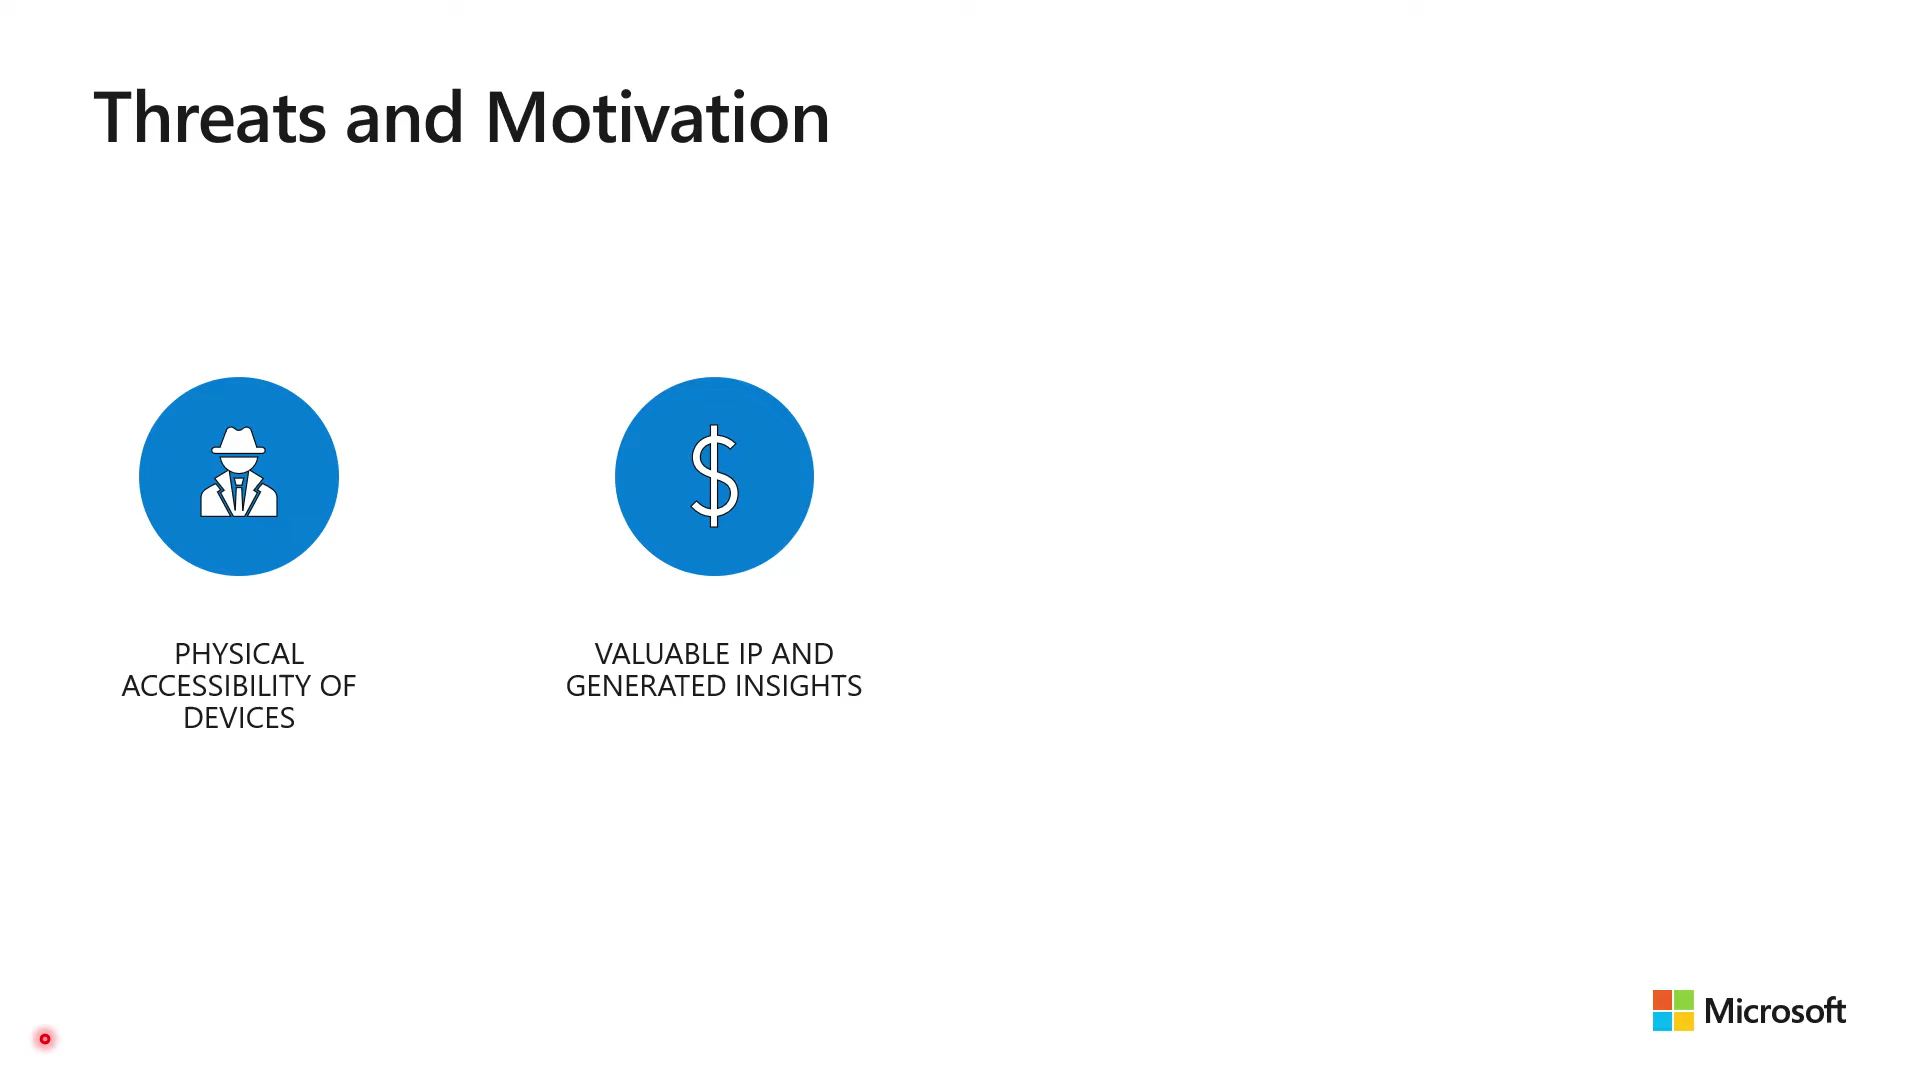 Threats and Motivation
PHYSICAL
ACCESSIBILITY OF
DEVICES
VALUABLE IP AND
GENERATED INSIGHTS
Microsoft